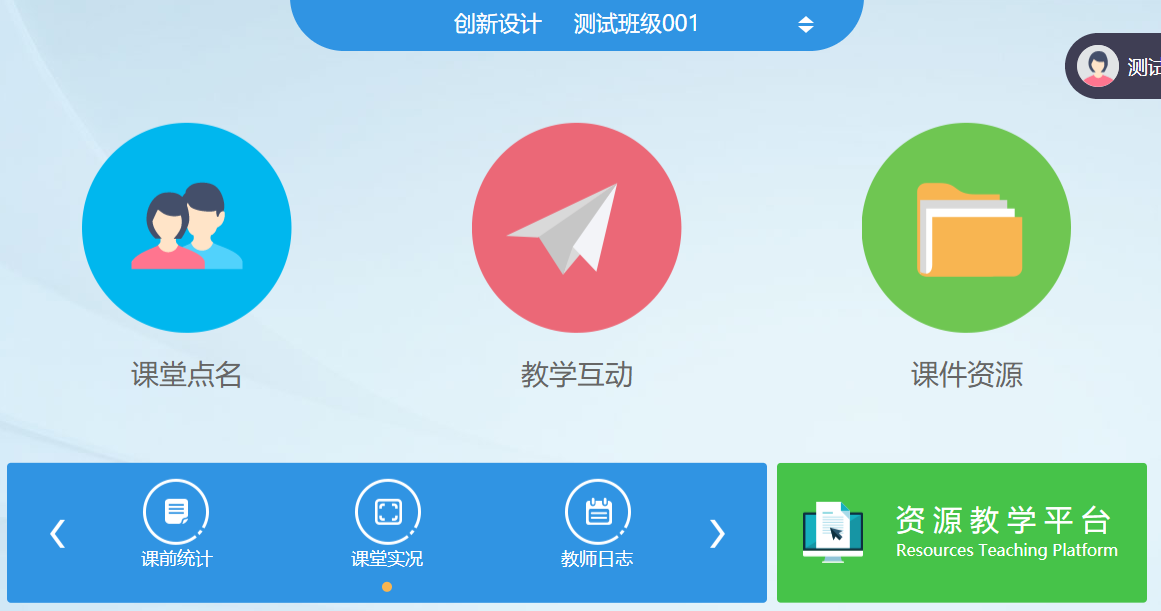 创新设计 测试班级001
测试
课堂点名
教学互动
课件资源
课前统计
课堂实况
教师日志
资源教学平台
Resources Teaching Platform